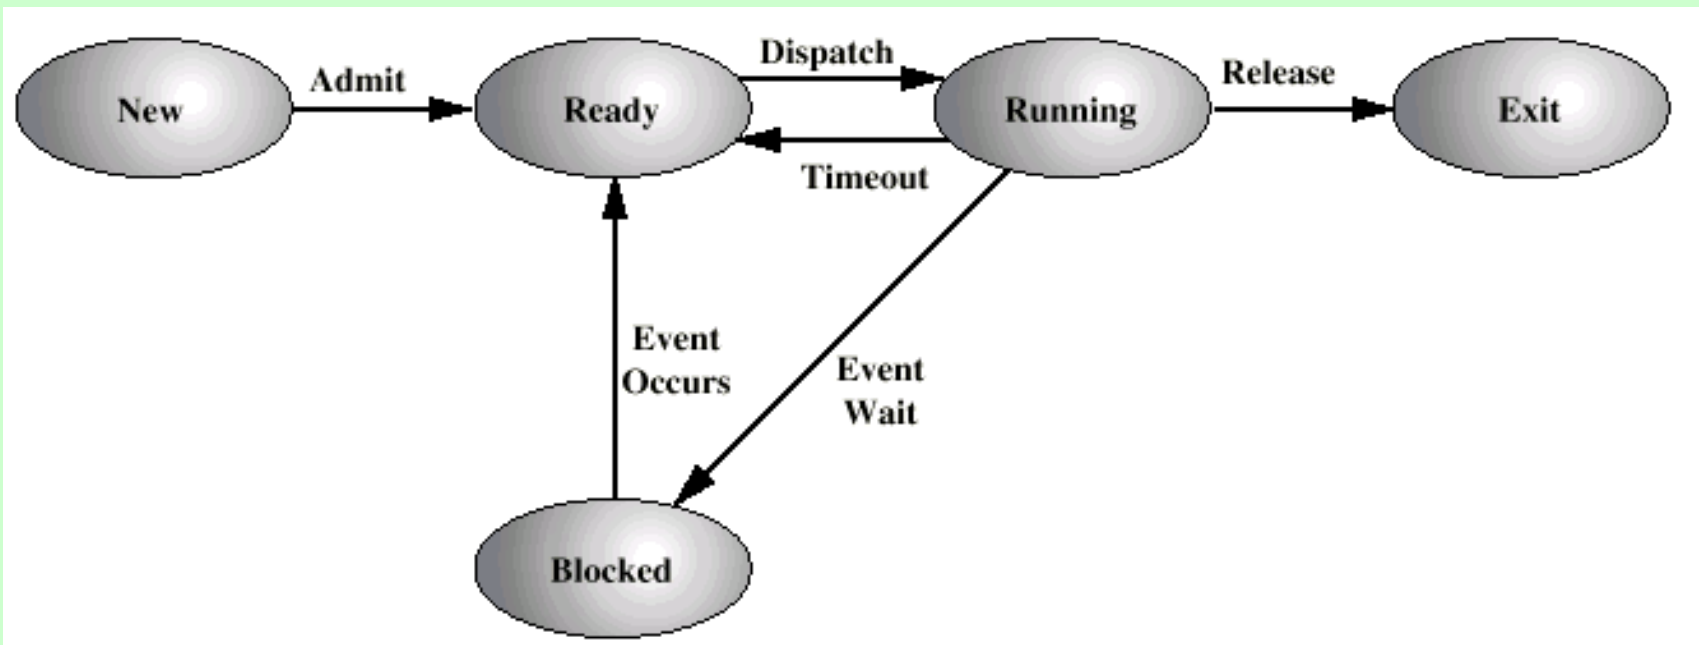 New
Admit
Ready
Dispatch
Timeout
Running
Release
Exit
Event
Occurs
Event
Wait
Blocked